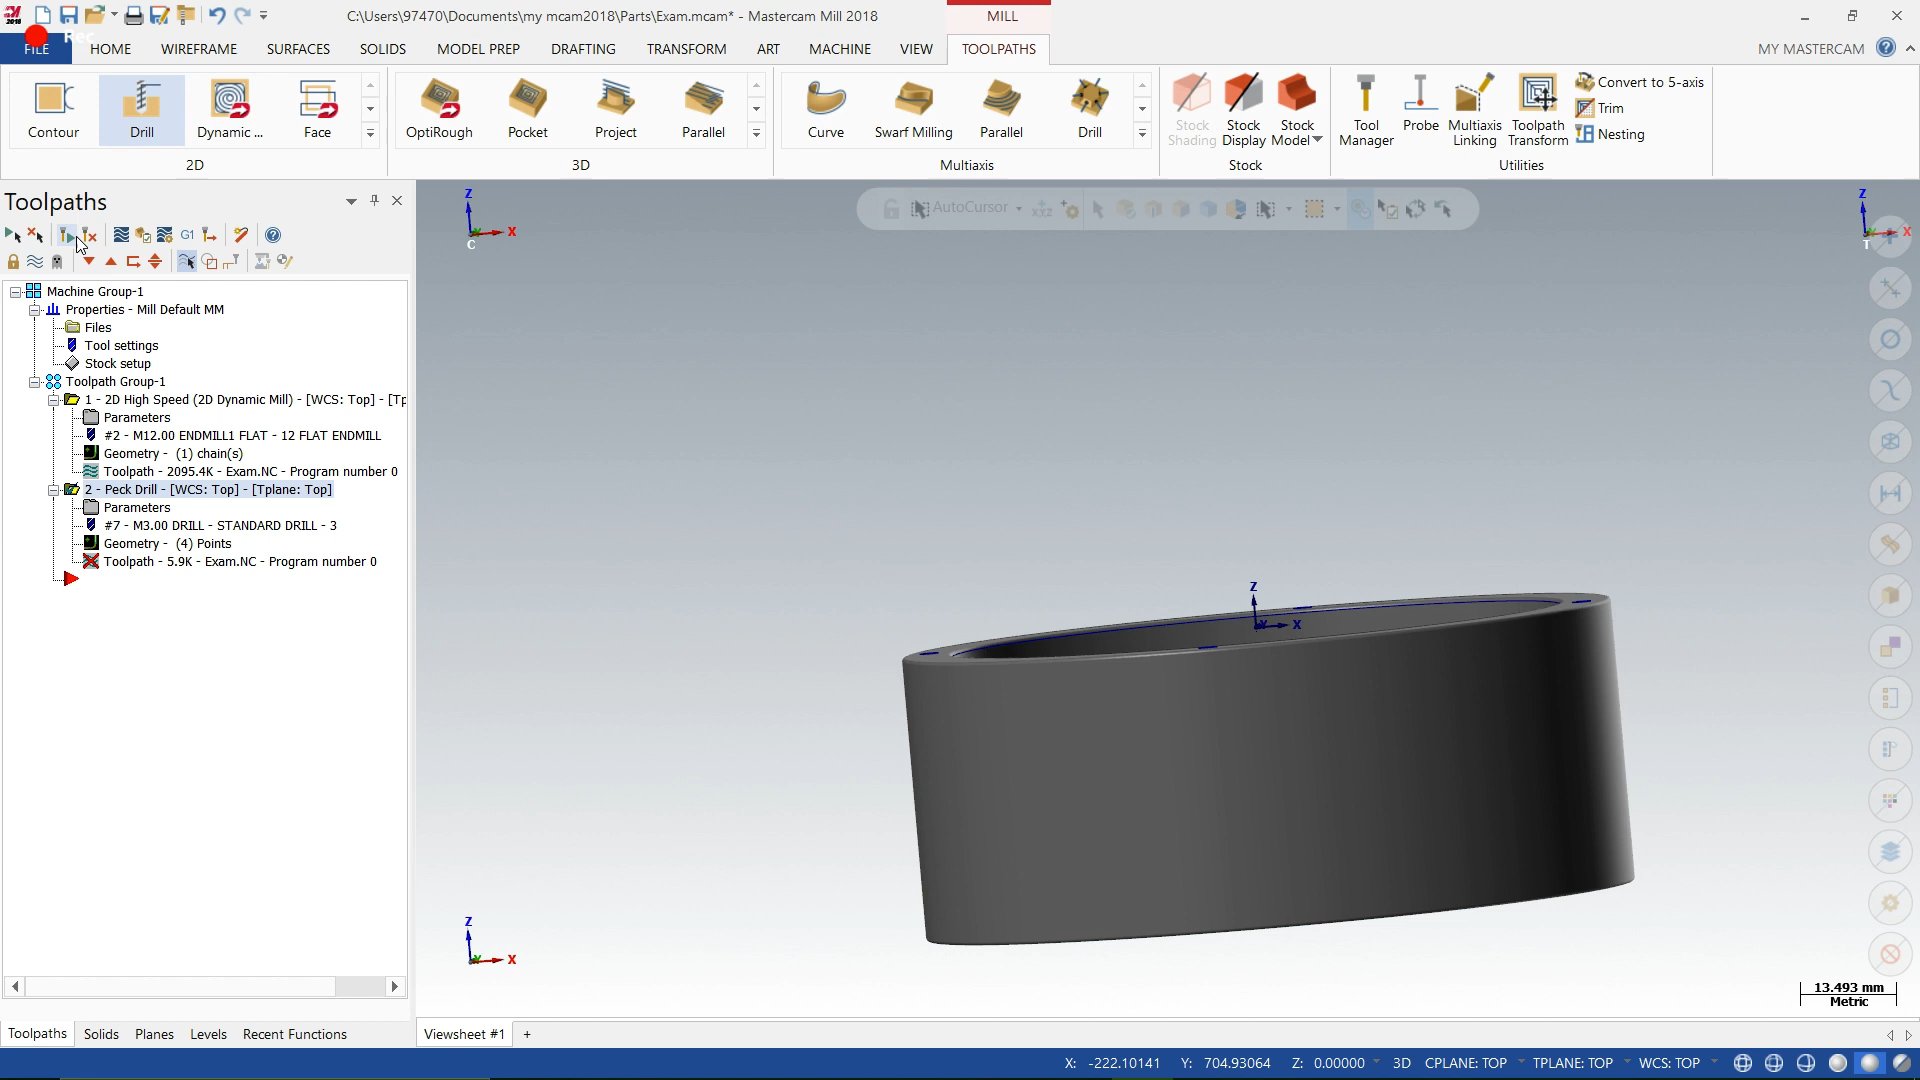 C:\Users\97470\Documents\my mcam2018\Parts\Exam.mcam* - Mastercam Mill 2018
MILL
Rec
FILE HOME WIREFRAME SURFACES SOLIDS MODEL PREP DRAFTING TRANSFORM ART MACHINE VIEW TOOLPATHS MY MASTERCAM
Contour Drill Dynamic ... Face
OptiRough Pocket Project Parallel
Curve Swarf Milling Parallel Drill
Stock Shading Stock Display Stock Model
Tool Manager Probe Multiaxis Linking Toolpath Transform
Convert to 5-axis
Trim
Nesting
2D 3D Multiaxis Stock Utilities
Toolpaths
AutoCursor
G1
Machine Group-1
Properties - Mill Default MM
Files
Tool settings
Stock setup
Toolpath Group-1
1 - 2D High Speed (2D Dynamic Mill) - [WCS: Top] - [Tp
Parameters
#2 - M12.00 ENDMILL1 FLAT - 12 FLAT ENDMILL
Geometry - (1) chain(s)
Toolpath - 2095.4K - Exam.NC - Program number 0
2 - Peck Drill - [WCS: Top] - [Tplane: Top]
Parameters
#7 - M3.00 DRILL - STANDARD DRILL - 3
Geometry - (4) Points
Toolpath - 5.9K - Exam.NC - Program number 0
Z
X
C
Z
X
T
Z
X
Z
X
13.493 mm
Metric
Toolpaths Solids Planes Levels Recent Functions
Viewsheet #1 +
X: -222.10141 Y: 704.93064 Z: 0.00000 3D CPLANE: TOP TPLANE: TOP WCS: TOP